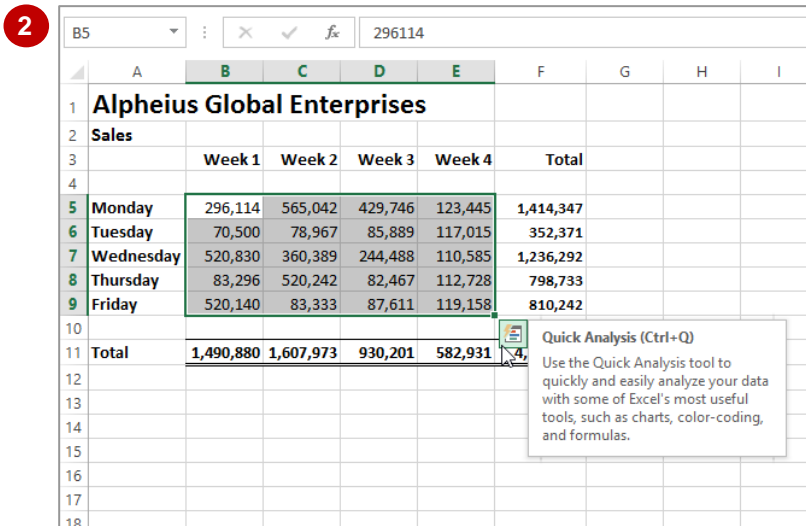 2
B5 fx 296114
A B C D E F G H I
1 Alpheius Global Enterprises
2 Sales
3 Week 1 Week 2 Week 3 Week 4 Total
4
5 Monday 296,114 565,042 429,746 123,445 1,414,347
6 Tuesday 70,500 78,967 85,889 117,015 352,371
7 Wednesday 520,830 360,389 244,488 110,585 1,236,292
8 Thursday 83,296 520,242 82,467 112,728 798,733
9 Friday 520,140 83,333 87,611 119,158 810,242
10
11 Total 1,490,880 1,607,973 930,201 582,931 4,
Quick Analysis (Ctrl+Q)
Use the Quick Analysis tool to
quickly and easily analyze your data
with some of Excel's most useful
tools, such as charts, color-coding,
and formulas.
12
13
14
15
16
17
18